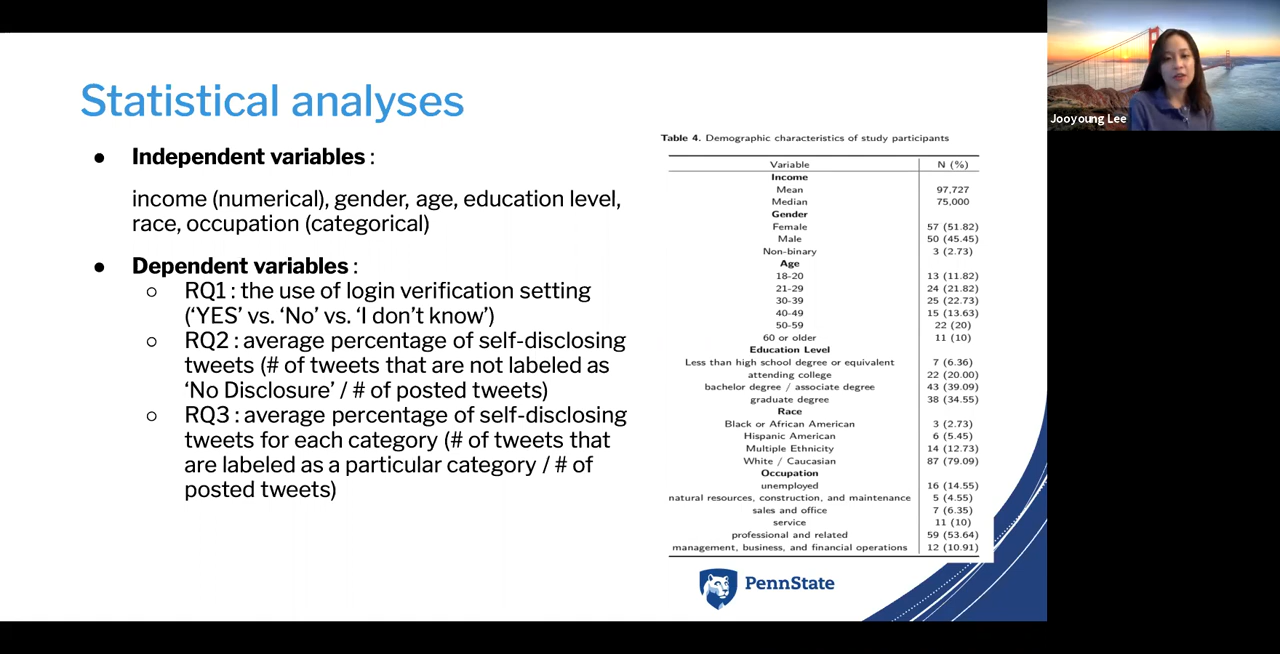 Statistical analyses
● Independent variables :
income (numerical), gender, age, education level,
race, occupation (categorical)
● Dependent variables :
○ RQ1 : the use of login verification setting
(‘YES’ vs. ‘No’ vs. ‘I don’t know’)
○ RQ2 : average percentage of self-disclosing
tweets (# of tweets that are not labeled as
‘No Disclosure’ / # of posted tweets)
○ RQ3 : average percentage of self-disclosing
tweets for each category (# of tweets that
are labeled as a particular category / # of
posted tweets)
Table 4. Demographic characteristics of study participants
Variable N (%)
Income
Mean 97,727
Median 75,000
Gender
Female 57 (51.82)
Male 50 (45.45)
Non-binary 3 (2.73)
Age
18-20 13 (11.82)
21-29 24 (21.82)
30-39 25 (22.73)
40-49 15 (13.63)
50-59 22 (20)
60 or older 11 (10)
Education Level
Less than high school degree or equivalent 7 (6.36)
attending college 22 (20.00)
bachelor degree / associate degree 43 (39.09)
graduate degree 38 (34.55)
Race
Black or African American 3 (2.73)
Hispanic American 6 (5.45)
Multiple Ethnicity 14 (12.73)
White / Caucasian 87 (79.09)
Occupation
unemployed 16 (14.55)
natural resources, construction, and maintenance 5 (4.55)
sales and office 7 (6.35)
service 11 (10)
professional and related 59 (53.64)
management, business, and financial operations 12 (10.91)
PennState
Jooyoung Lee